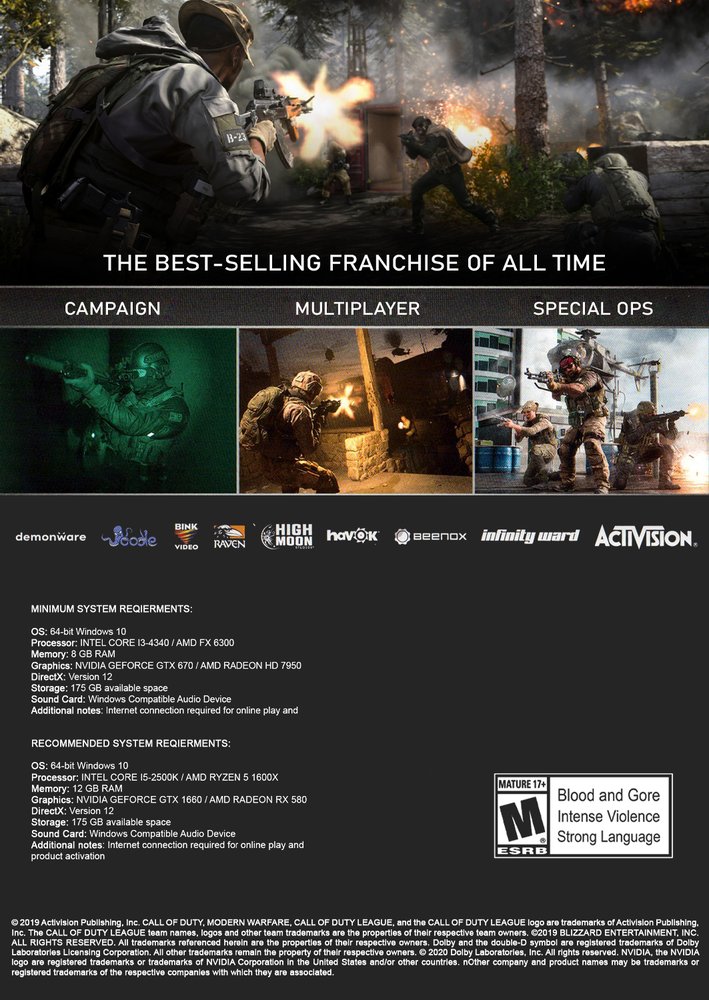 B-23
THE BEST-SELLING FRANCHISE OF ALL TIME
CAMPAIGN MULTIPLAYER SPECIAL OPS
demonware oodle BINK VIDEO RAVEN HIGH MOON STUDIOS havok BEENOX infinity ward ACTIVISION®
MINIMUM SYSTEM REQIERMENTS:
OS: 64-bit Windows 10
Processor: INTEL CORE I3-4340 / AMD FX 6300
Memory: 8 GB RAM
Graphics: NVIDIA GEFORCE GTX 670 / AMD RADEON HD 7950
DirectX: Version 12
Storage: 175 GB available space
Sound Card: Windows Compatible Audio Device
Additional notes: Internet connection required for online play and
RECOMMENDED SYSTEM REQIERMENTS:
OS: 64-bit Windows 10
Processor: INTEL CORE I5-2500K / AMD RYZEN 5 1600X
Memory: 12 GB RAM
Graphics: NVIDIA GEFORCE GTX 1660 / AMD RADEON RX 580
DirectX: Version 12
Storage: 175 GB available space
Sound Card: Windows Compatible Audio Device
Additional notes: Internet connection required for online play and
product activation
MATURE 17+
M
ESRB
Blood and Gore
Intense Violence
Strong Language
© 2019 Activision Publishing, Inc. CALL OF DUTY, MODERN WARFARE, CALL OF DUTY LEAGUE, and the CALL OF DUTY LEAGUE logo are trademarks of Activision Publishing,
Inc. The CALL OF DUTY LEAGUE team names, logos and other team trademarks are the properties of their respective team owners. ©2019 BLIZZARD ENTERTAINMENT, INC.
ALL RIGHTS RESERVED. All trademarks referenced herein are the properties of their respective owners. Dolby and the double-D symbol are registered trademarks of Dolby
Laboratories Licensing Corporation. All other trademarks remain the property of their respective owners. © 2020 Dolby Laboratories, Inc. All rights reserved. NVIDIA, the NVIDIA
logo are registered trademarks or trademarks of NVIDIA Corporation in the United States and/or other countries. nOther company and product names may be trademarks or
registered trademarks of the respective companies with which they are associated.